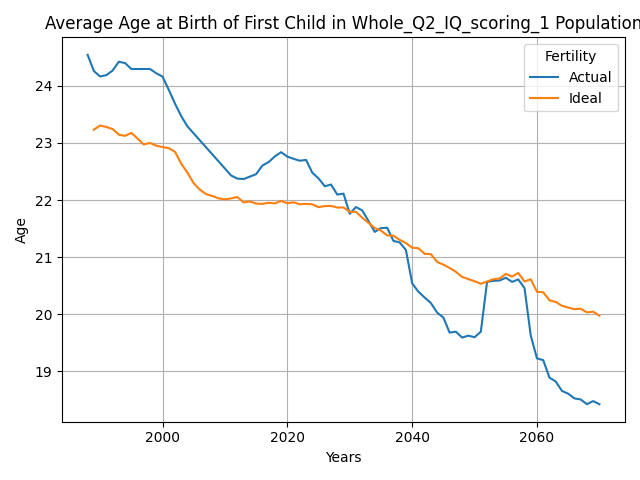 Average Age at Birth of First Child in Whole_Q2_IQ_scoring_1 Population
Fertility
Actual
Ideal
24
23
22
21
20
19
Age
2000 2020 2040 2060
Years